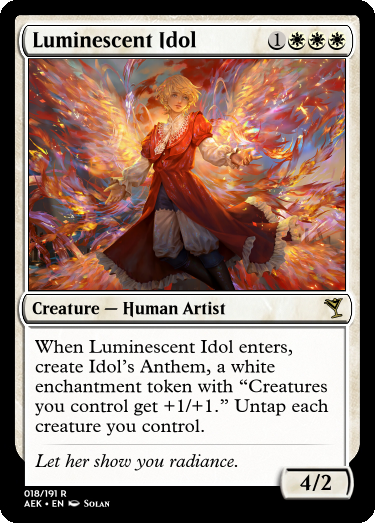 Luminescent Idol 1
Creature — Human Artist
When Luminescent Idol enters,
create Idol’s Anthem, a white
enchantment token with “Creatures
you control get +1/+1.” Untap each
creature you control.
Let her show you radiance.
4/2
018/191 R
AEK • EN Solan